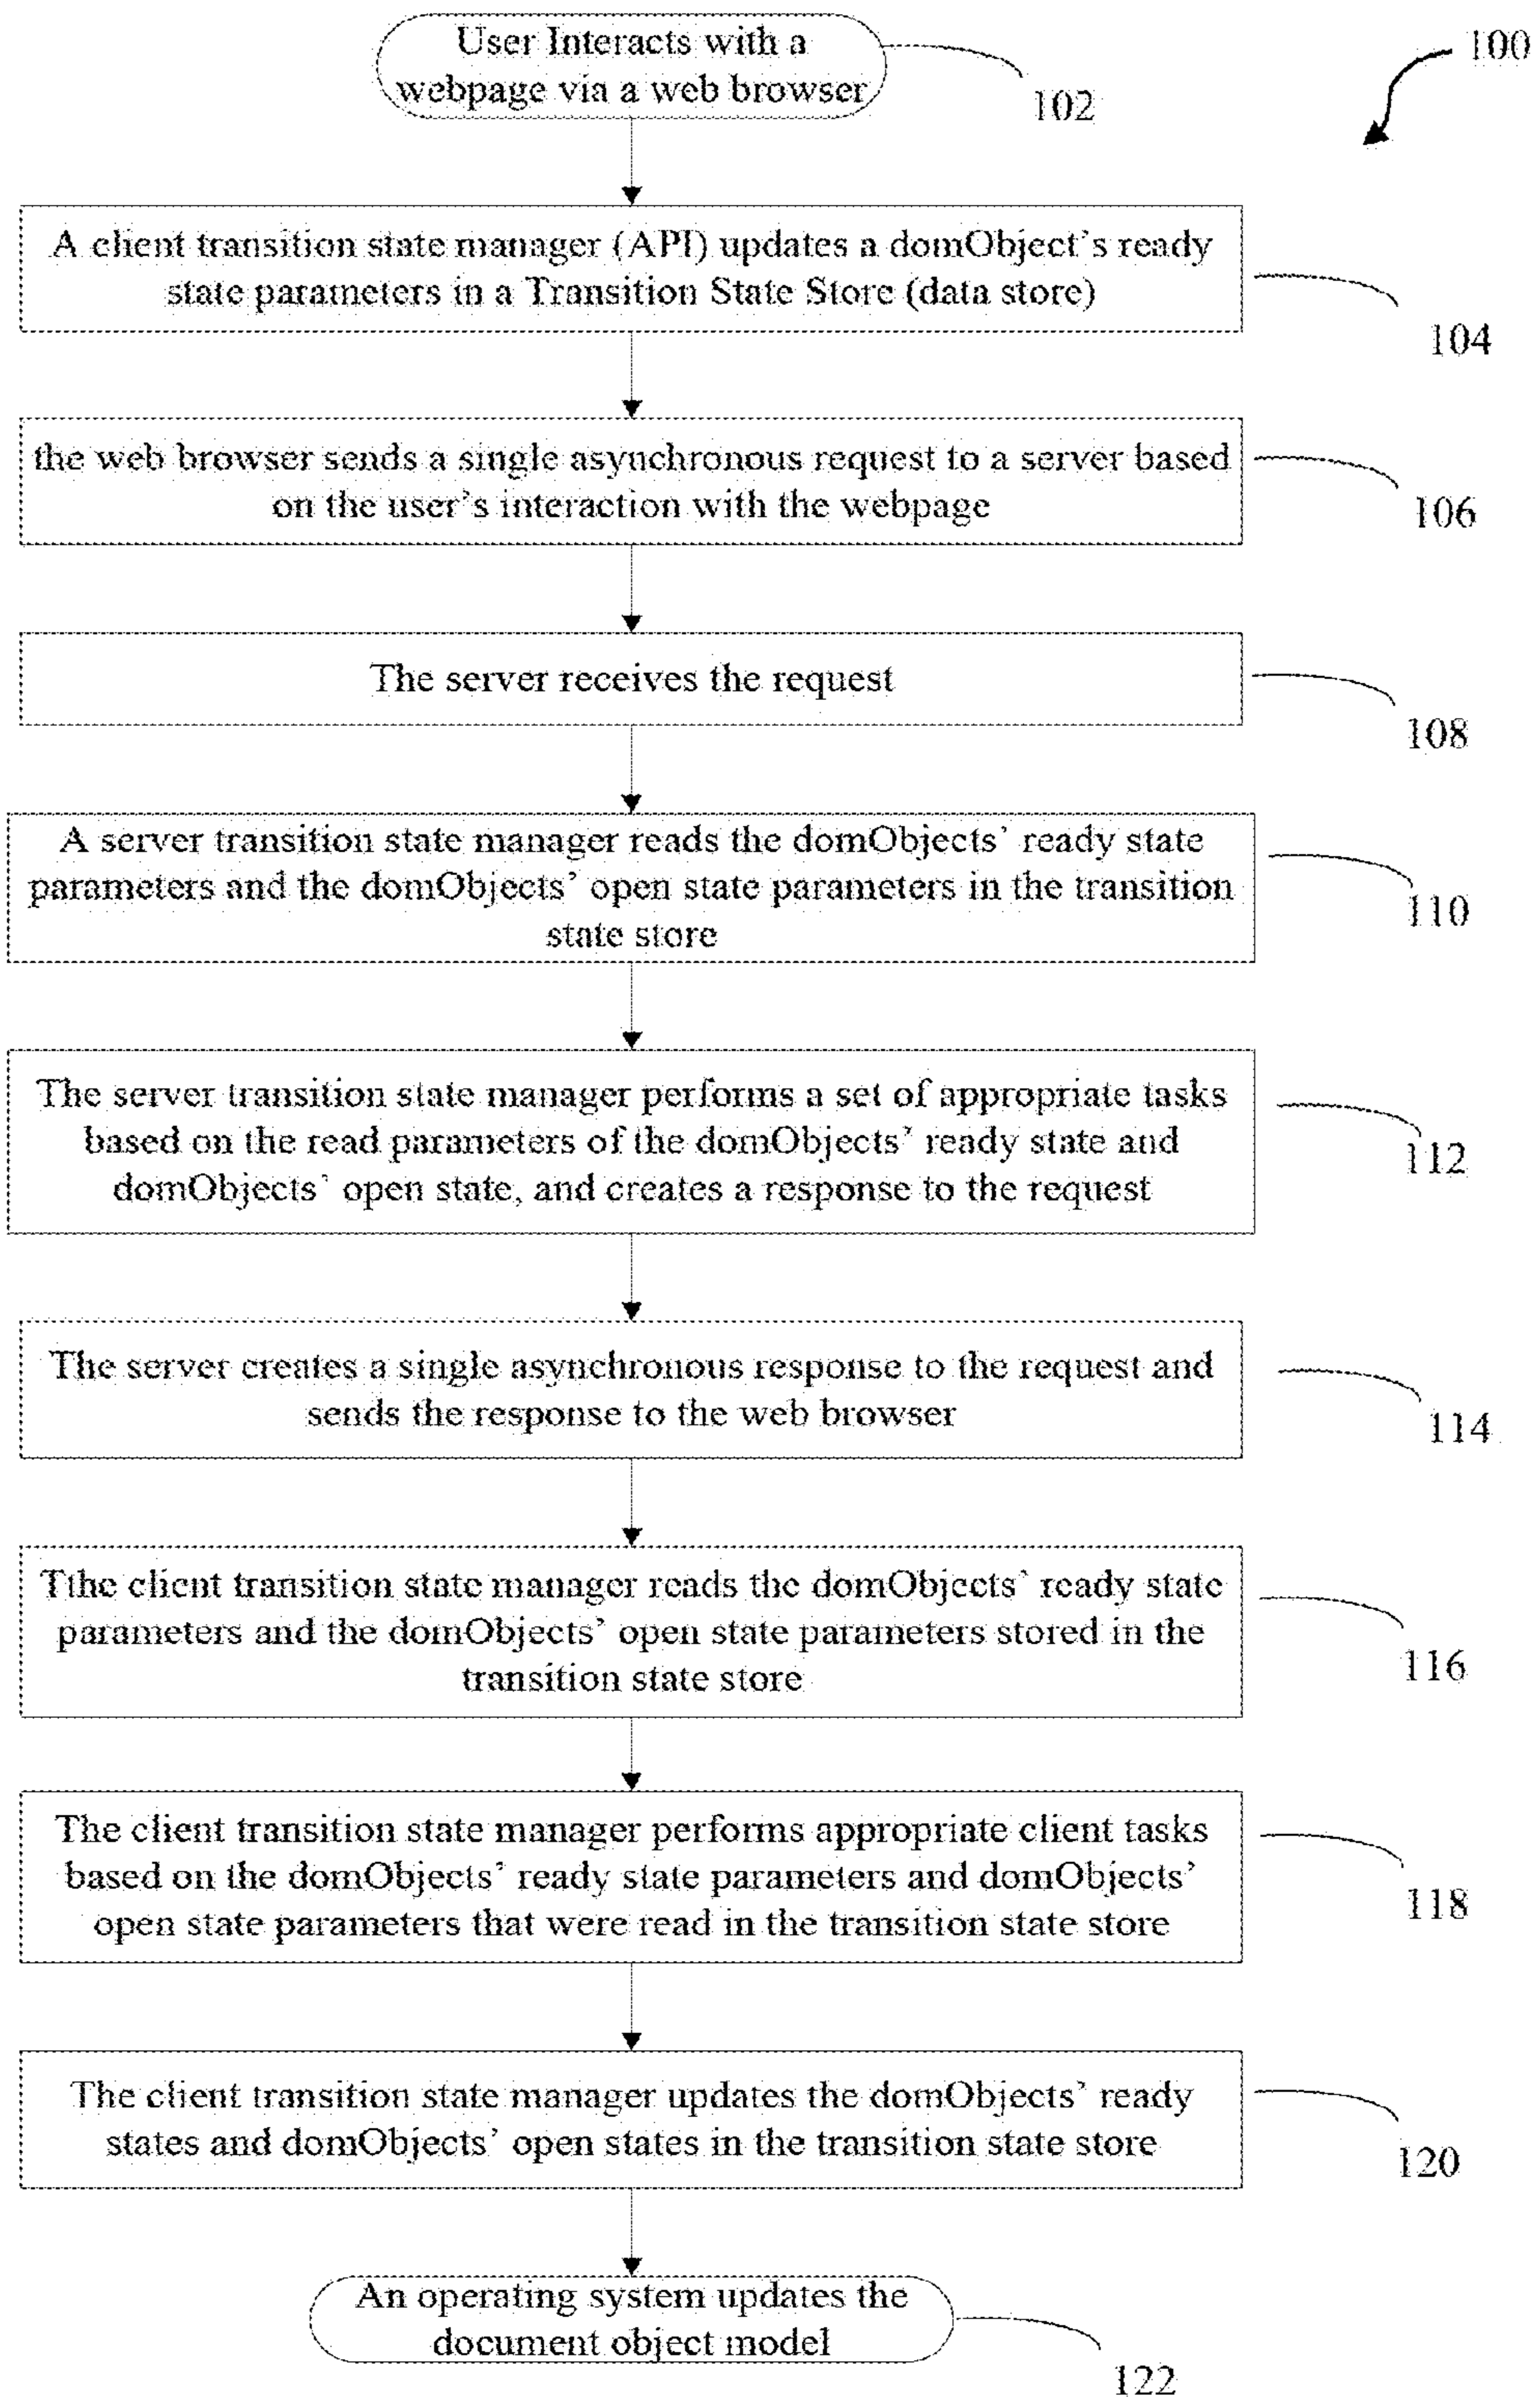 User Interacts with a
webpage via a web browser
100
102
A client transition state manager (API) updates a domObject's ready
state parameters in a Transition State Store (data store)
104
the web browser sends a single asynchronous request to a server based
on the user's interaction with the webpage
106
The server receives the request
108
A server transition state manager reads the domObjects' ready state
parameters and the domObjects' open state parameters in the transition
state store
110
The server transition state manager performs a set of appropriate tasks
based on the read parameters of the domObjects' ready state and
domObjects' open state, and creates a response to the request
112
The server creates a single asynchronous response to the request and
sends the response to the web browser
114
Tthe client transition state manager reads the domObjects' ready state
parameters and the domObjects' open state parameters stored in the
transition state store
116
The client transition state manager performs appropriate client tasks
based on the domObjects' ready state parameters and domObjects'
open state parameters that were read in the transition state store
118
The client transition state manager updates the domObjects' ready
states and domObjects' open states in the transition state store
120
An operating system updates the
document object model
122